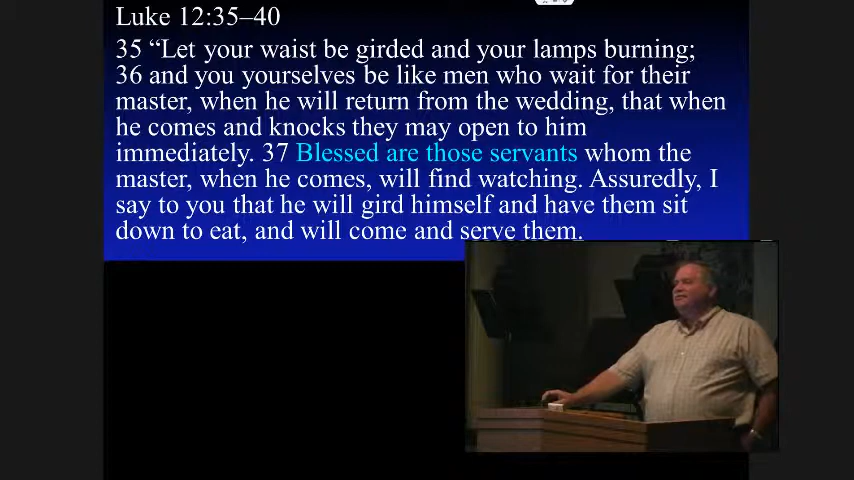 Luke 12:35–40
35 “Let your waist be girded and your lamps burning;
36 and you yourselves be like men who wait for their
master, when he will return from the wedding, that when
he comes and knocks they may open to him
immediately. 37 Blessed are those servants whom the
master, when he comes, will find watching. Assuredly, I
say to you that he will gird himself and have them sit
down to eat, and will come and serve them.